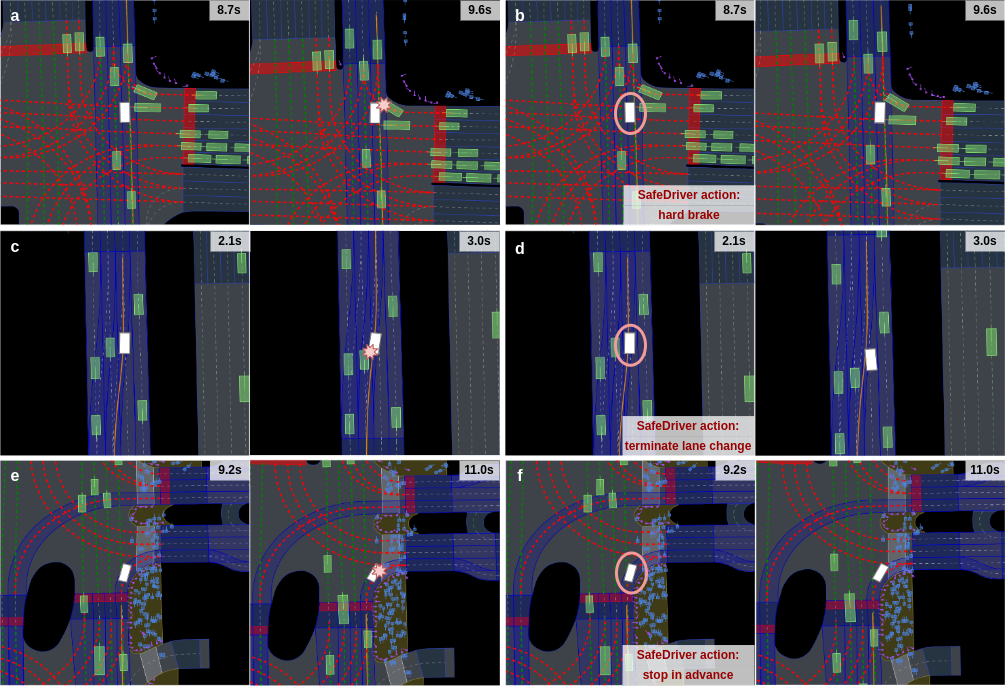 a 8.7s 9.6s b 8.7s 9.6s
SafeDriver action:
hard brake
c 2.1s 3.0s d 2.1s 3.0s
SafeDriver action:
terminate lane change
e 9.2s 11.0s f 9.2s 11.0s
SafeDriver action:
stop in advance